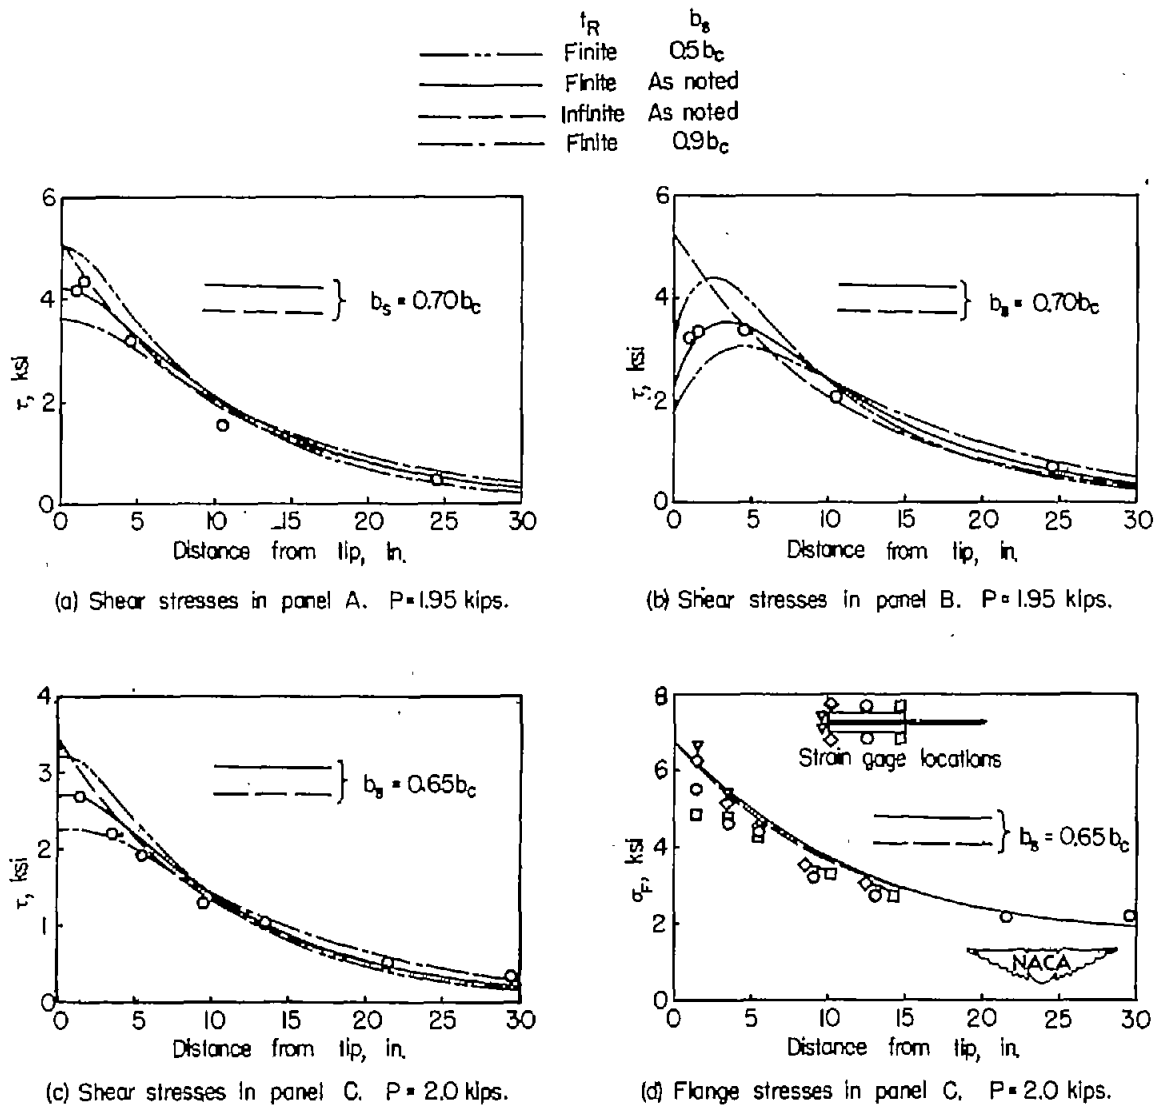 t_R b_s
Finite 0.5b_c
Finite As noted
Infinite As noted
Finite 0.9b_c
6
4
2
0
τ, ksi
b_s = 0.70b_c
0 5 10 15 20 25 30
Distance from tip, in.
(a) Shear stresses in panel A. P=1.95 kips.
6
4
2
0
τ, ksi
b_s = 0.70b_c
0 5 10 15 20 25 30
Distance from tip, in.
(b) Shear stresses in panel B. P=1.95 kips.
4
3
2
1
0
τ, ksi
b_s = 0.65b_c
0 5 10 15 20 25 30
Distance from tip, in.
(c) Shear stresses in panel C. P=2.0 kips.
8
6
4
2
0
σ_F, ksi
Strain gage locations
b_s = 0.65b_c
NACA
0 5 10 15 20 25 30
Distance from tip, in.
(d) Flange stresses in panel C. P=2.0 kips.